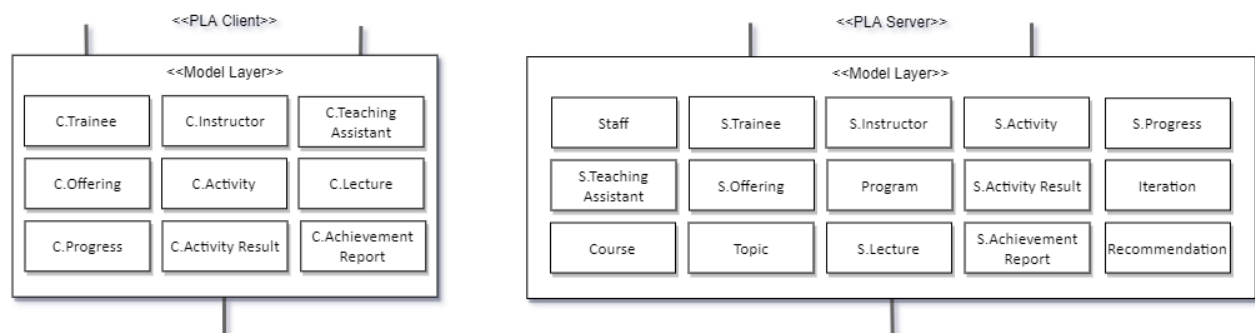 <<PLA Client>>
<<Model Layer>>
C.Trainee
C.Instructor
C.Teaching
Assistant
C.Offering
C.Activity
C.Lecture
C.Progress
C.Activity Result
C.Achievement
Report
<<PLA Server>>
<<Model Layer>>
Staff
S.Trainee
S.Instructor
S.Activity
S.Progress
S.Teaching
Assistant
S.Offering
Program
S.Activity Result
Iteration
Course
Topic
S.Lecture
S.Achievement
Report
Recommendation